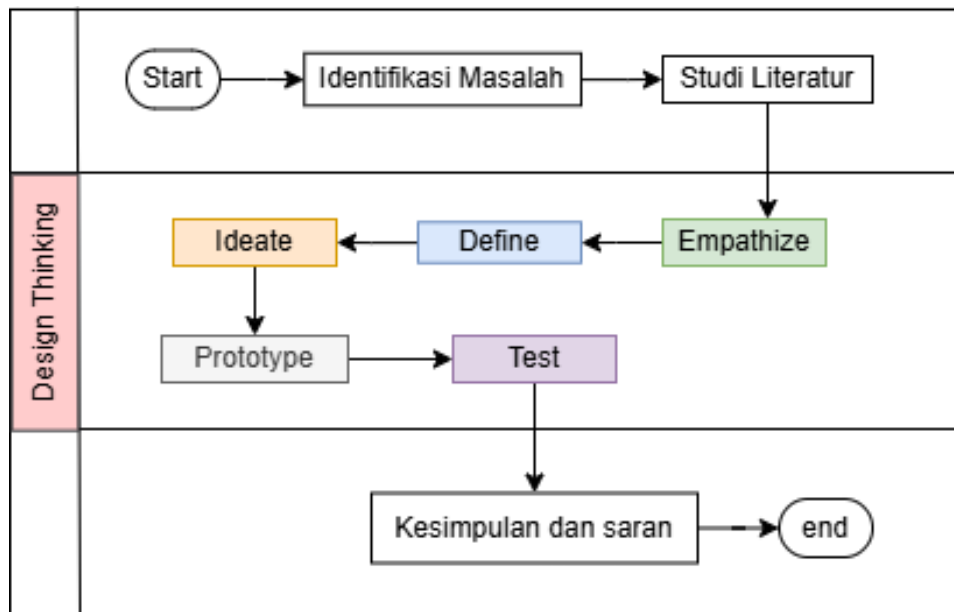 Start
Identifikasi Masalah
Studi Literatur
Design Thinking
Empathize
Define
Ideate
Prototype
Test
Kesimpulan dan saran
end